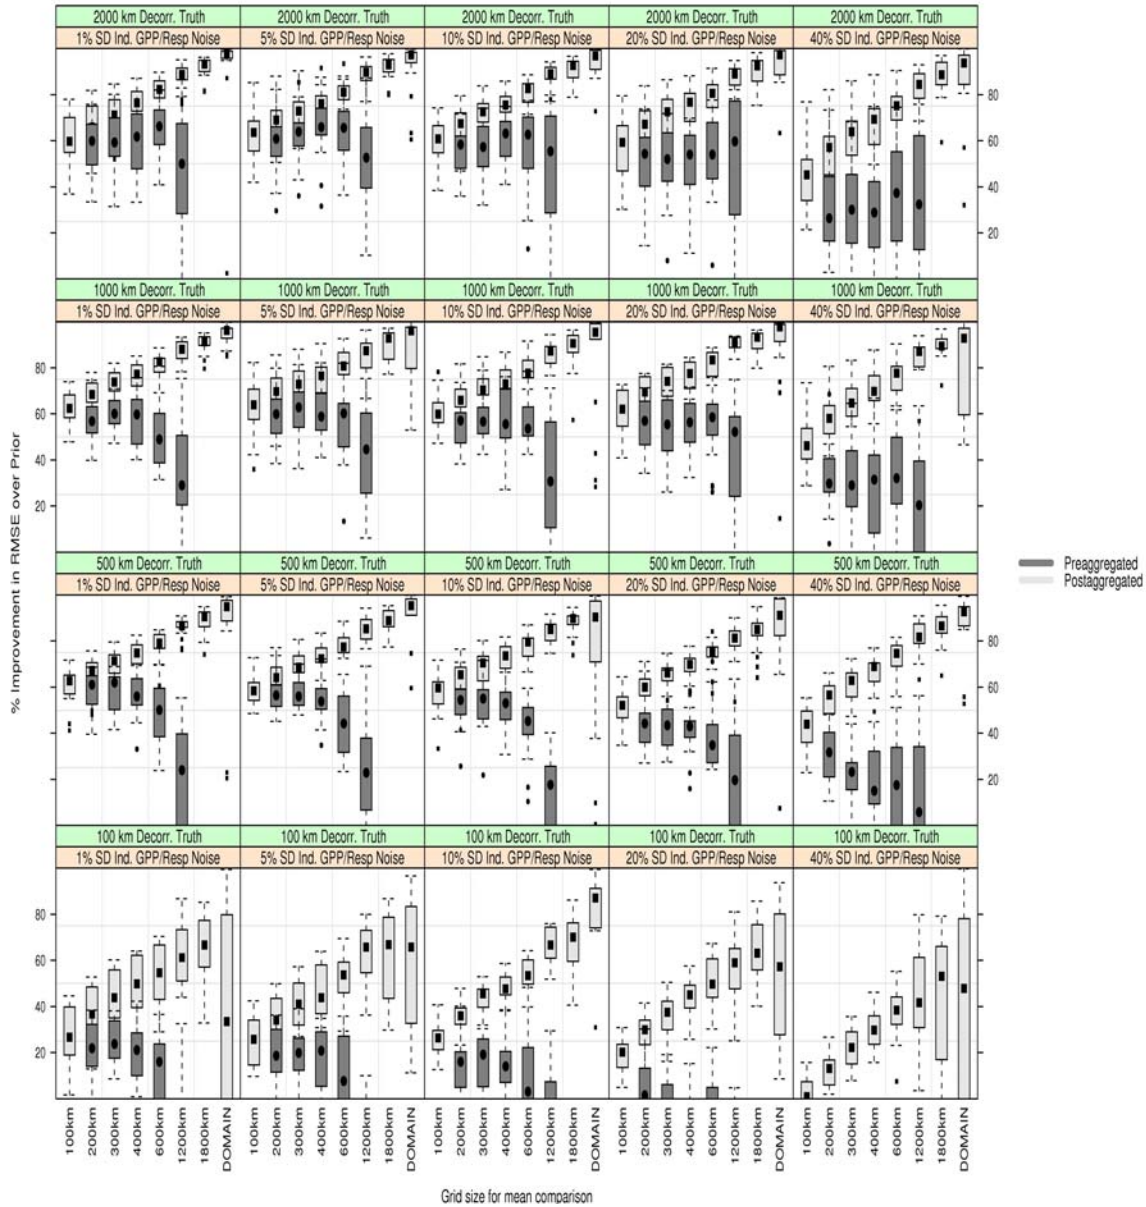 2000 km Decorr. Truth 2000 km Decorr. Truth 2000 km Decorr. Truth 2000 km Decorr. Truth 2000 km Decorr. Truth
1% SD Ind. GPP/Resp Noise 5% SD Ind. GPP/Resp Noise 10% SD Ind. GPP/Resp Noise 20% SD Ind. GPP/Resp Noise 40% SD Ind. GPP/Resp Noise
80
60
40
20
1000 km Decorr. Truth 1000 km Decorr. Truth 1000 km Decorr. Truth 1000 km Decorr. Truth 1000 km Decorr. Truth
1% SD Ind. GPP/Resp Noise 5% SD Ind. GPP/Resp Noise 10% SD Ind. GPP/Resp Noise 20% SD Ind. GPP/Resp Noise 40% SD Ind. GPP/Resp Noise
80
60
40
20
% Improvement in RMSE over Prior
Preaggregated
Postaggregated
500 km Decorr. Truth 500 km Decorr. Truth 500 km Decorr. Truth 500 km Decorr. Truth 500 km Decorr. Truth
1% SD Ind. GPP/Resp Noise 5% SD Ind. GPP/Resp Noise 10% SD Ind. GPP/Resp Noise 20% SD Ind. GPP/Resp Noise 40% SD Ind. GPP/Resp Noise
80
60
40
20
100 km Decorr. Truth 100 km Decorr. Truth 100 km Decorr. Truth 100 km Decorr. Truth 100 km Decorr. Truth
1% SD Ind. GPP/Resp Noise 5% SD Ind. GPP/Resp Noise 10% SD Ind. GPP/Resp Noise 20% SD Ind. GPP/Resp Noise 40% SD Ind. GPP/Resp Noise
80
60
40
20
100km 200km 300km 400km 600km 1200km 1800km DOMAIN 100km 200km 300km 400km 600km 1200km 1800km DOMAIN 100km 200km 300km 400km 600km 1200km 1800km DOMAIN 100km 200km 300km 400km 600km 1200km 1800km DOMAIN 100km 200km 300km 400km 600km 1200km 1800km DOMAIN
Grid size for mean comparison